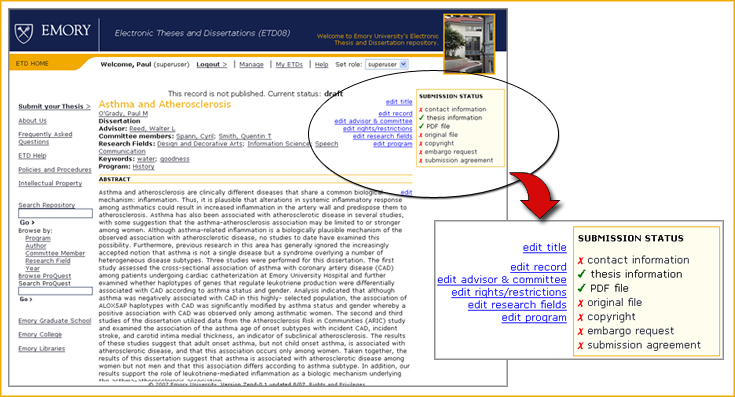 EMORY
Electronic Theses and Dissertations (ETD08)
Welcome to Emory University's Electronic
Thesis and Dissertation repository.
ETD HOME
Welcome, Paul (superuser) Logout > | Manage | My ETDs | Help Set role: superuser
This record is not published. Current status: draft
Submit your Thesis >
About Us
Frequently Asked
Questions
ETD Help
Policies and Procedures
Intellectual Property
Search Repository
Go >
Browse by:
Program
Author
Committee Member
Research Field
Year
Browse ProQuest
Search ProQuest
Go >
Emory Graduate School
Emory College
Emory Libraries
Asthma and Atherosclerosis
O'Grady, Paul M
Dissertation
Advisor: Reed, Walter L
Committee members: Spann, Cyril; Smith, Quentin T
Research Fields: Design and Decorative Arts; Information Science; Speech
Communication
Keywords: water; goodness
Program: History
edit title
edit record
edit advisor & committee
edit rights/restrictions
edit research fields
edit program
SUBMISSION STATUS
✗ contact information
✓ thesis information
✓ PDF file
✗ original file
✗ copyright
✗ embargo request
✗ submission agreement
ABSTRACT
edit
Asthma and atherosclerosis are clinically different diseases that share a common biological
mechanism: inflammation. Thus, it is plausible that alterations in systemic inflammatory response
among asthmatics could result in increased inflammation in the artery wall and predispose them to
atherosclerosis. Asthma has also been associated with atherosclerotic disease in several studies,
with some suggestion that the asthma-atherosclerosis association may be limited to or stronger
among women. Although asthma-related inflammation is a biologically plausible mechanism of the
observed association with atherosclerotic disease, no studies to date have examined this
possibility. Furthermore, previous research in this area has generally ignored the increasingly
accepted notion that asthma is not a single disease but a syndrome overlying a number of
heterogeneous disease subtypes. Three studies were performed for this dissertation. The first
study assessed the cross-sectional association of asthma with coronary artery disease (CAD)
among patients undergoing cardiac catheterization at Emory University Hospital and further
examined whether haplotypes of genes that regulate leukotriene production were differentially
associated with CAD according to asthma status and gender. Analysis indicated that although
asthma was negatively associated with CAD in this highly- selected population, the association of
ALOX5AP haplotypes with CAD was significantly modified by asthma status and gender whereby a
positive association with CAD was observed only among asthmatic women. The second and third
studies of the dissertation utilized data from the Atherosclerosis Risk in Communities (ARIC) study
and examined the association of the asthma age of onset subtypes with incident CAD, incident
stroke, and carotid intima medial thickness, an indicator of subclinical atherosclerosis. The results
of these studies suggest that adult onset asthma, but not child onset asthma, is associated with
atherosclerotic disease, and that this association occurs only among women. Taken together, the
results of this dissertation suggest that asthma is associated with atherosclerotic disease among
women but not men and that this association differs according to asthma subtype. In addition, our
results support the role of leukotriene-mediated inflammation as a biologic mechanism underlying
the asthma-atherosclerosis association.
© 2007 Emory University. Version Zend-0.1 updated 8/07. Rights and Privileges
edit title
edit record
edit advisor & committee
edit rights/restrictions
edit research fields
edit program
SUBMISSION STATUS
✗ contact information
✓ thesis information
✓ PDF file
✗ original file
✗ copyright
✗ embargo request
✗ submission agreement